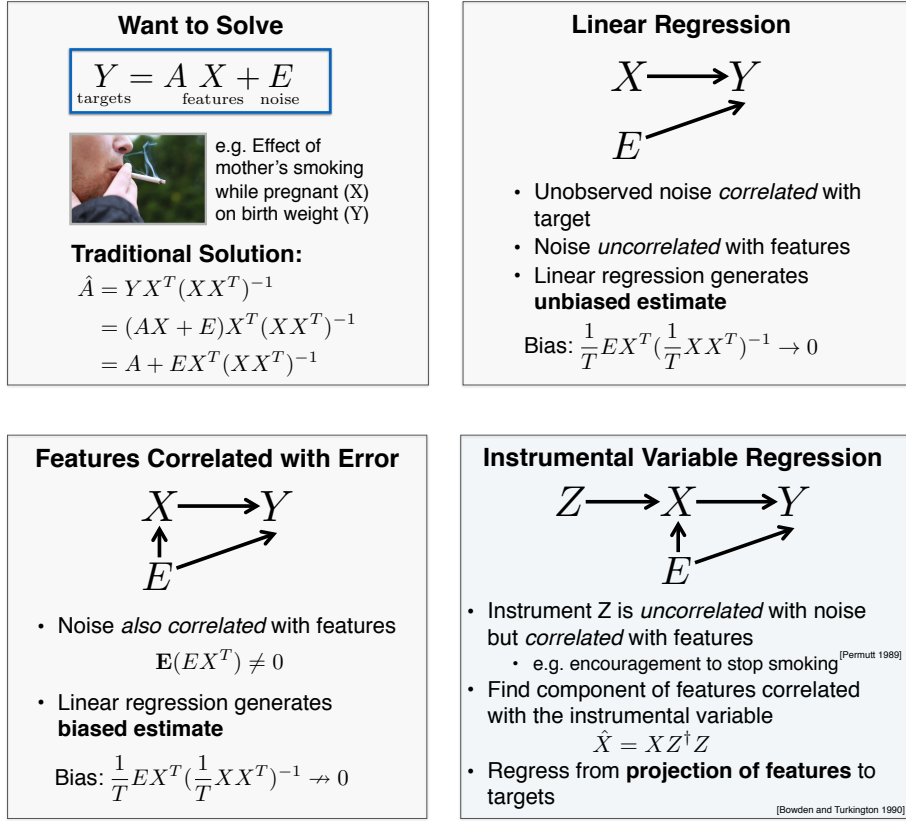 Want to Solve
Y = A X + E
targets features noise
e.g. Effect of
mother's smoking
while pregnant (X)
on birth weight (Y)
Traditional Solution:
Â = YX^T(XX^T)^{-1}
= (AX + E)X^T(XX^T)^{-1}
= A + EX^T(XX^T)^{-1}
Linear Regression
X Y
E
• Unobserved noise correlated with
target
• Noise uncorrelated with features
• Linear regression generates
unbiased estimate
Bias: \frac{1}{T}EX^T(\frac{1}{T}XX^T)^{-1} → 0
Features Correlated with Error
X Y
E
• Noise also correlated with features
E(EX^T) ≠ 0
• Linear regression generates
biased estimate
Bias: \frac{1}{T}EX^T(\frac{1}{T}XX^T)^{-1} ↛ 0
Instrumental Variable Regression
Z X Y
E
• Instrument Z is uncorrelated with noise
but correlated with features
• e.g. encouragement to stop smoking [Permutt 1989]
• Find component of features correlated
with the instrumental variable
X̂ = XZ^†Z
• Regress from projection of features to
targets
[Bowden and Turkington 1990]